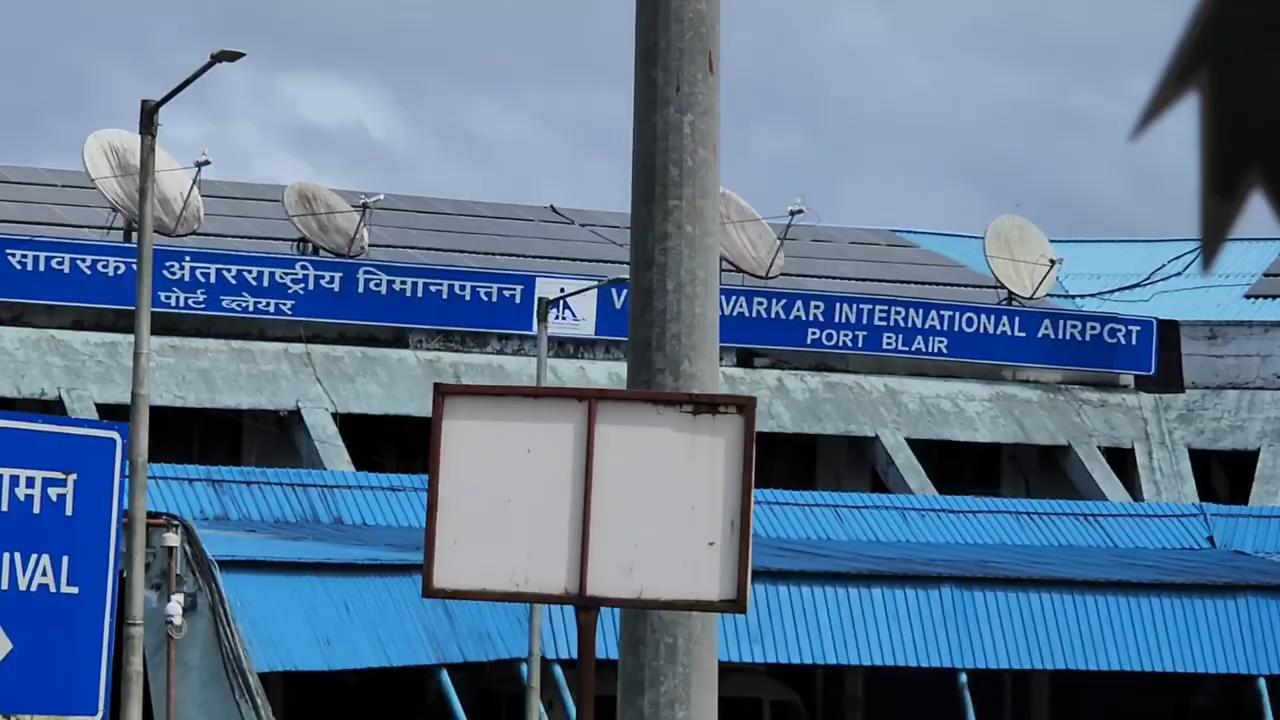 सावरकर अंतरराष्ट्रीय विमानपत्तन
पोर्ट ब्लेयर
VARKAR INTERNATIONAL AIRPORT
PORT BLAIR
मन
IVAL